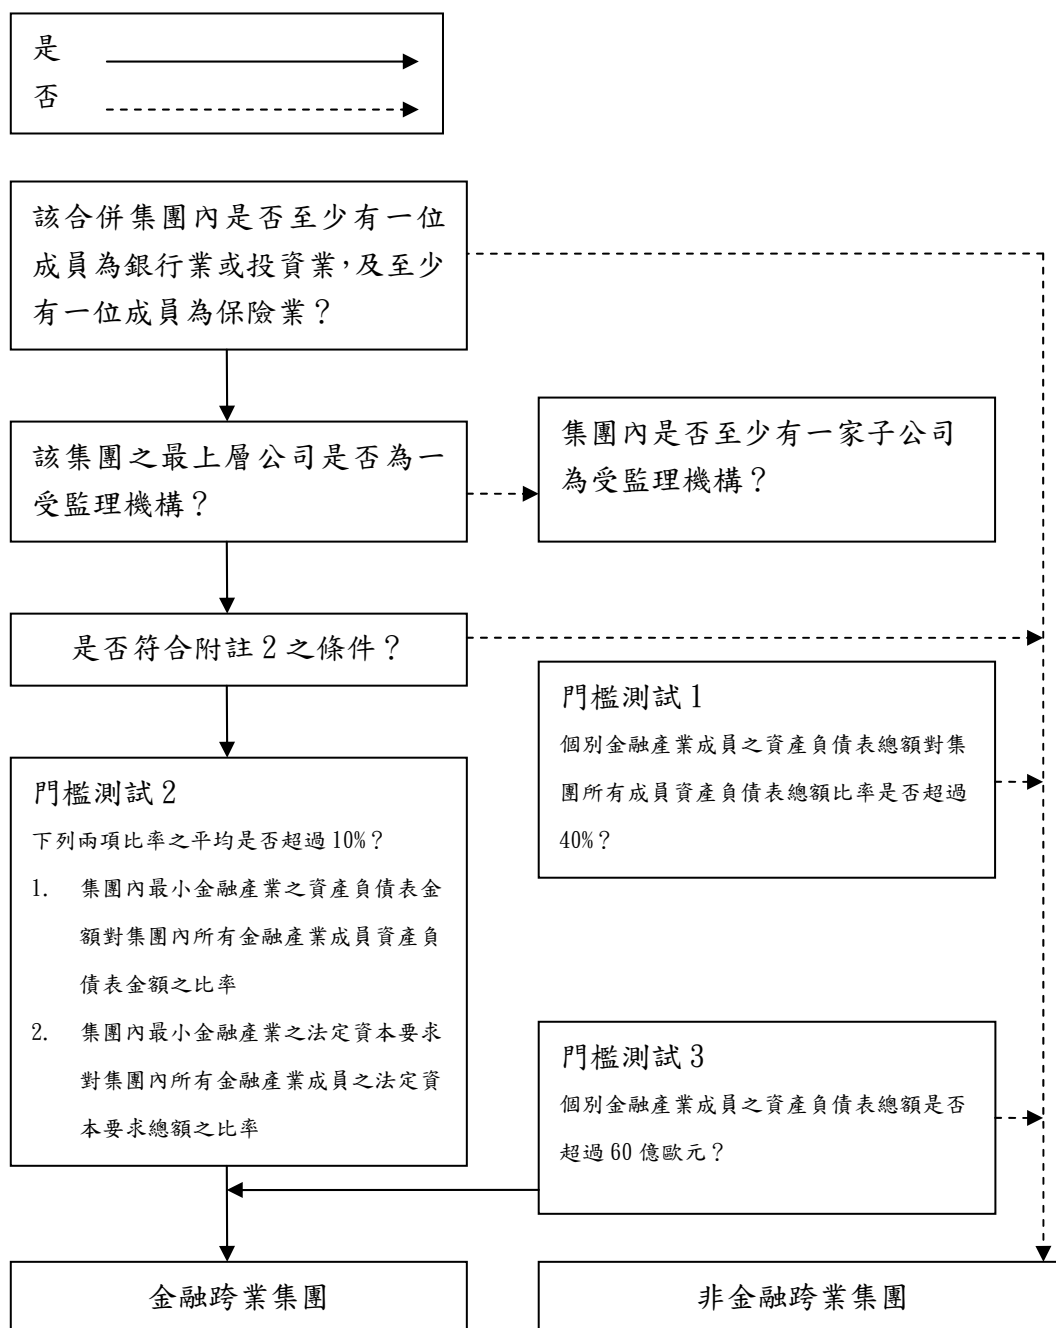 是
否
該合併集團內是否至少有一位
成員為銀行業或投資業，及至少
有一位成員為保險業？
該集團之最上層公司是否為一
受監理機構？
集團內是否至少有一家子公司
為受監理機構？
是否符合附註 2 之條件？
門檻測試 1
個別金融產業成員之資產負債表總額對集
團所有成員資產負債表總額比率是否超過
40%？
門檻測試 2
下列兩項比率之平均是否超過 10%？
1. 集團內最小金融產業之資產負債表金
額對集團內所有金融產業成員資產負
債表金額之比率
2. 集團內最小金融產業之法定資本要求
對集團內所有金融產業成員之法定資
本要求總額之比率
門檻測試 3
個別金融產業成員之資產負債表總額是否
超過 60 億歐元？
金融跨業集團
非金融跨業集團